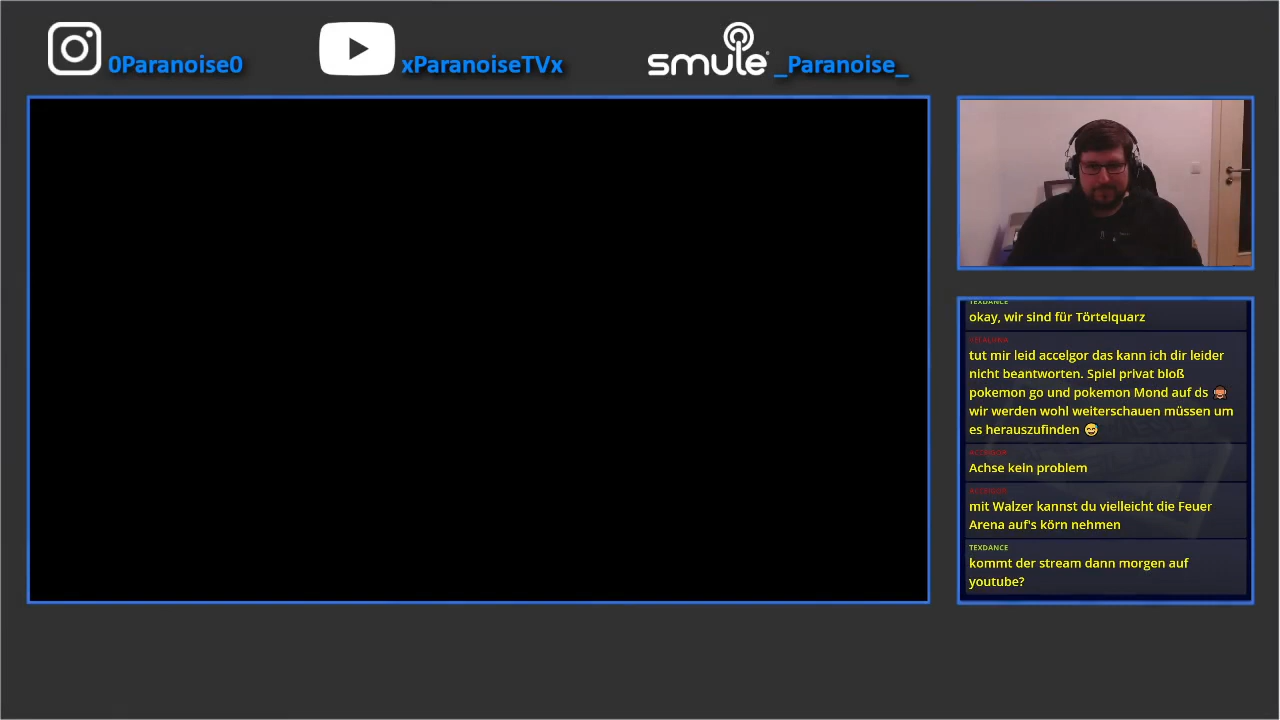 0Paranoise0
xParanoiseTVx
smule
_Paranoise_
TEXDANCE
okay, wir sind für Törtelquarz
tut mir leid accelgor das kann ich dir leider
nicht beantworten. Spiel privat bloß
pokemon go und pokemon Mond auf ds
wir werden wohl weiterschauen müssen um
es herauszufinden
Achse kein problem
mit Walzer kannst du vielleicht die Feuer
Arena auf's körn nehmen
TEXDANCE
kommt der stream dann morgen auf
youtube?